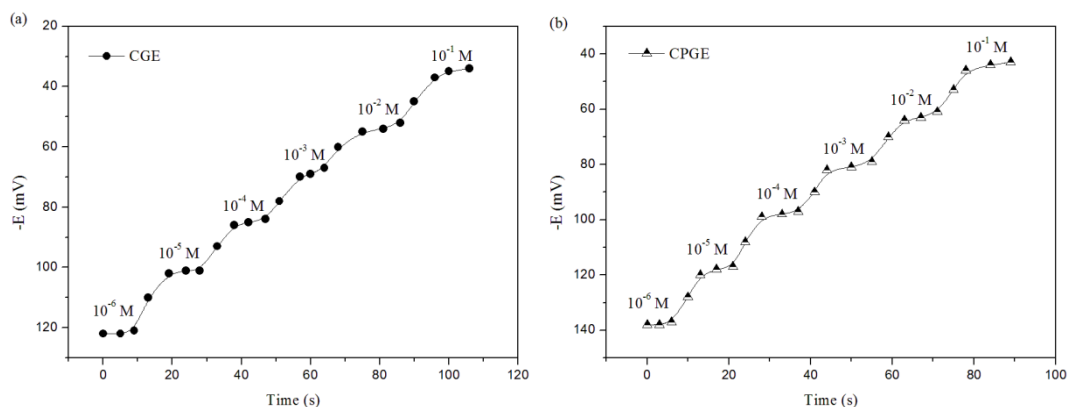 (a)
CGE
10⁻¹ M
10⁻² M
10⁻³ M
10⁻⁴ M
10⁻⁵ M
10⁻⁶ M
20
40
60
80
100
120
-E (mV)
0 20 40 60 80 100 120
Time (s)
(b)
CPGE
10⁻¹ M
10⁻² M
10⁻³ M
10⁻⁴ M
10⁻⁵ M
10⁻⁶ M
40
60
80
100
120
140
-E (mV)
0 20 40 60 80 100
Time (s)